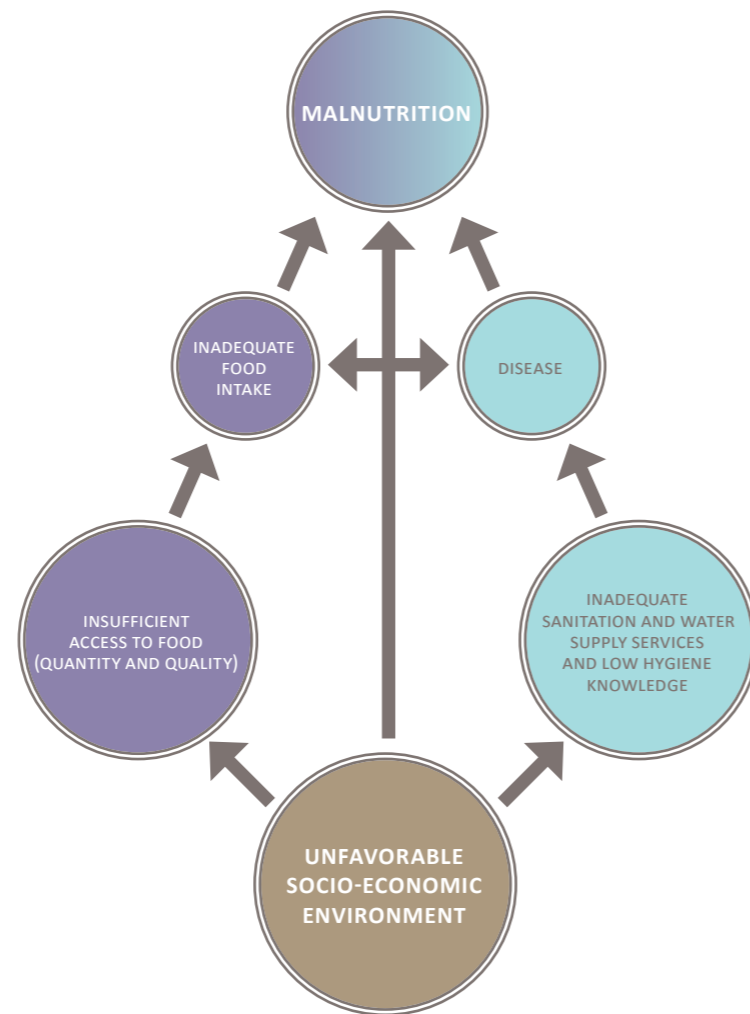 MALNUTRITION
INADEQUATE
FOOD
INTAKE
DISEASE
INSUFFICIENT
ACCESS TO FOOD
(QUANTITY AND QUALITY)
INADEQUATE
SANITATION AND WATER
SUPPLY SERVICES
AND LOW HYGIENE
KNOWLEDGE
UNFAVORABLE
SOCIO-ECONOMIC
ENVIRONMENT